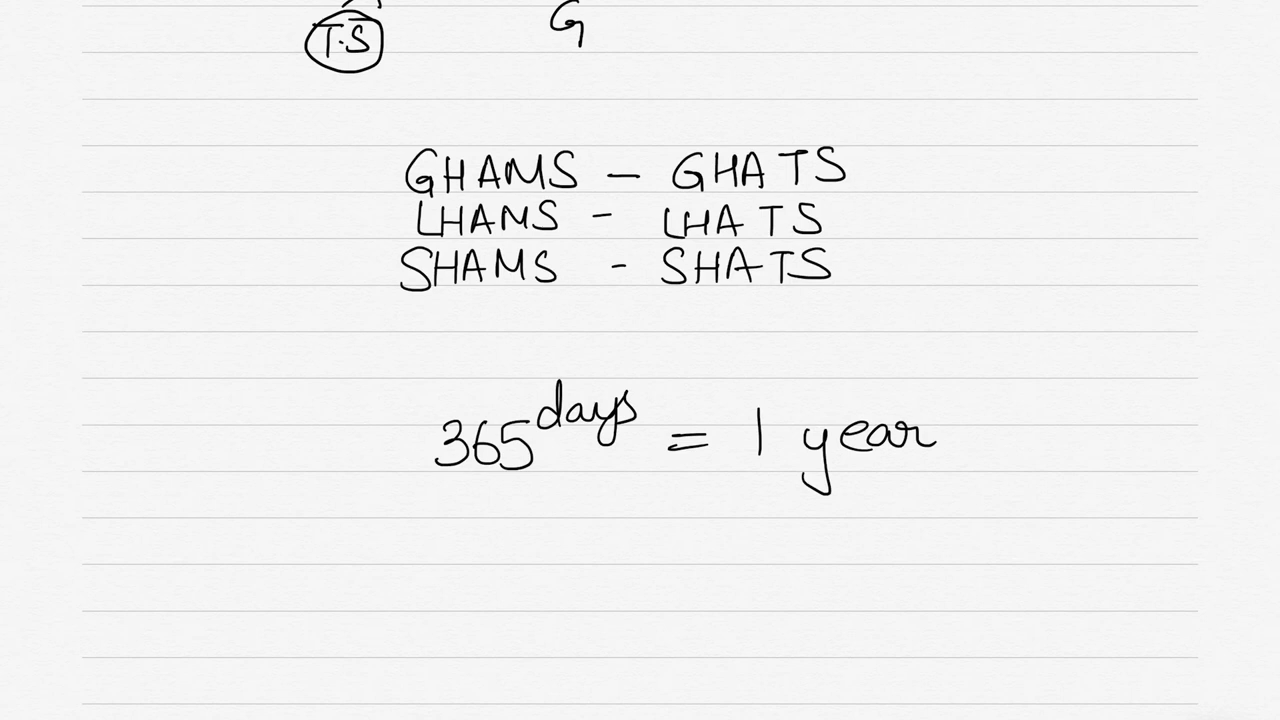 T.S G
GHAMS - GHATS
LHAMS - LHATS
SHAMS - SHATS
365 days = 1 year